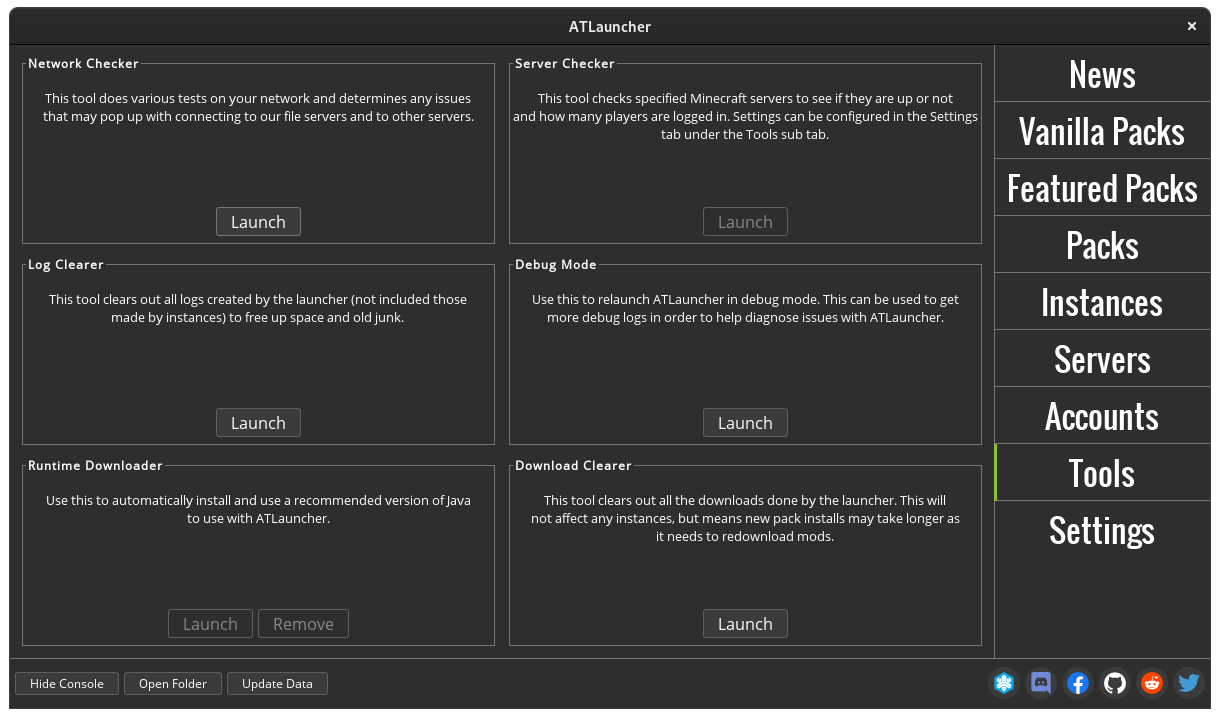 ATLauncher
Network Checker
This tool does various tests on your network and determines any issues
that may pop up with connecting to our file servers and to other servers.
Launch
Server Checker
This tool checks specified Minecraft servers to see if they are up or not
and how many players are logged in. Settings can be configured in the Settings
tab under the Tools sub tab.
Launch
Log Clearer
This tool clears out all logs created by the launcher (not included those
made by instances) to free up space and old junk.
Launch
Debug Mode
Use this to relaunch ATLauncher in debug mode. This can be used to get
more debug logs in order to help diagnose issues with ATLauncher.
Launch
Runtime Downloader
Use this to automatically install and use a recommended version of Java
to use with ATLauncher.
Launch Remove
Download Clearer
This tool clears out all the downloads done by the launcher. This will
not affect any instances, but means new pack installs may take longer as
it needs to redownload mods.
Launch
News
Vanilla Packs
Featured Packs
Packs
Instances
Servers
Accounts
Tools
Settings
Hide Console Open Folder Update Data